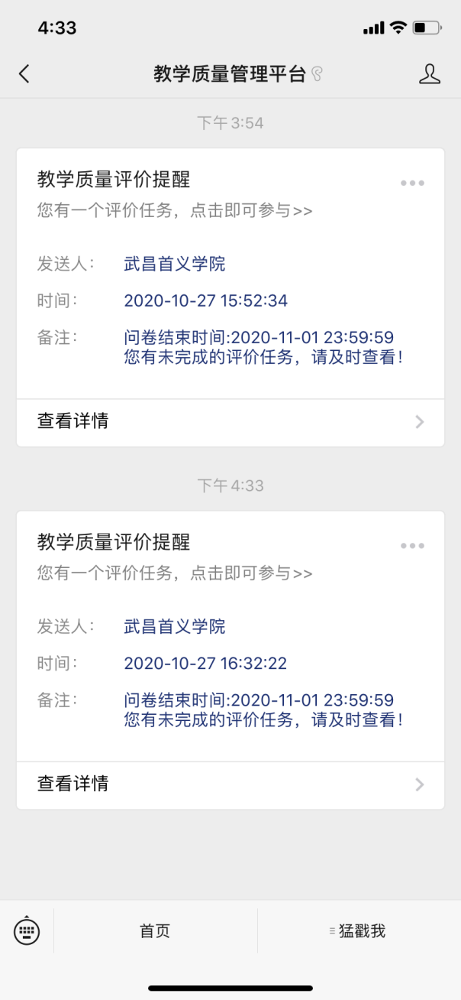 4:33
教学质量管理平台
下午3:54
教学质量评价提醒
您有一个评价任务，点击即可参与>>
发送人： 武昌首义学院
时间： 2020-10-27 15:52:34
备注： 问卷结束时间:2020-11-01 23:59:59
您有未完成的评价任务，请及时查看！
查看详情
下午4:33
教学质量评价提醒
您有一个评价任务，点击即可参与>>
发送人： 武昌首义学院
时间： 2020-10-27 16:32:22
备注： 问卷结束时间:2020-11-01 23:59:59
您有未完成的评价任务，请及时查看！
查看详情
首页 猛戳我